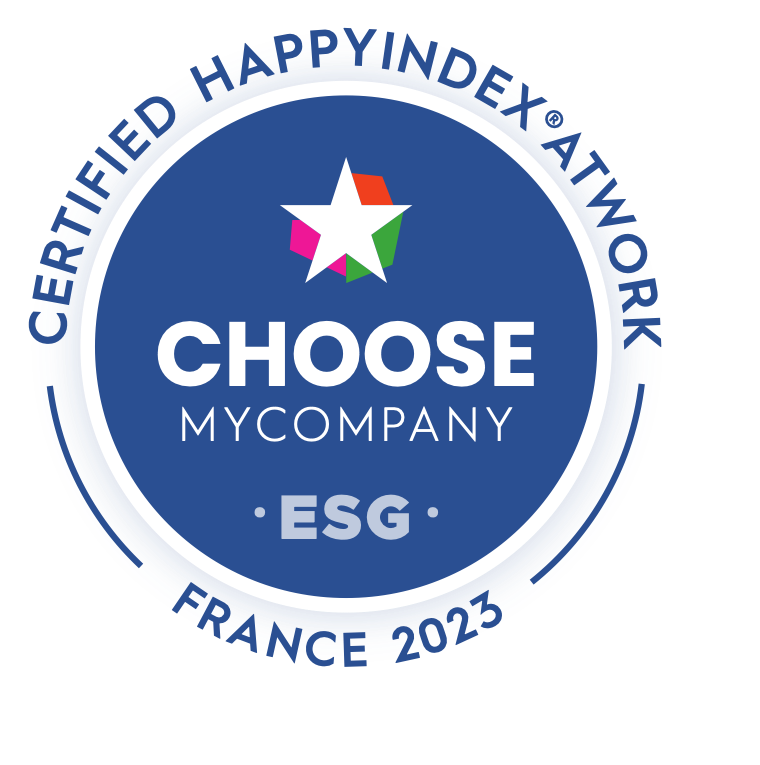 CERTIFIED HAPPYINDEX®ATWORK
CHOOSE
MYCOMPANY
· ESG ·
FRANCE 2023